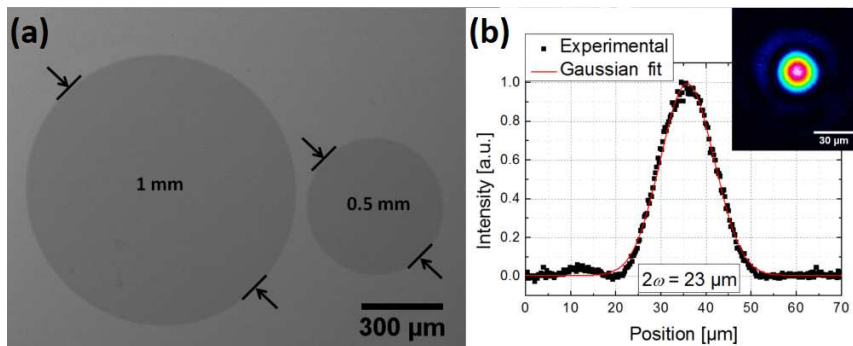 (a)
1 mm
0.5 mm
300 µm
(b)
Experimental
Gaussian fit
30 µm
Intensity [a.u.]
1.0
0.8
0.6
0.4
0.2
0.0
2ω = 23 µm
0 10 20 30 40 50 60 70
Position [µm]